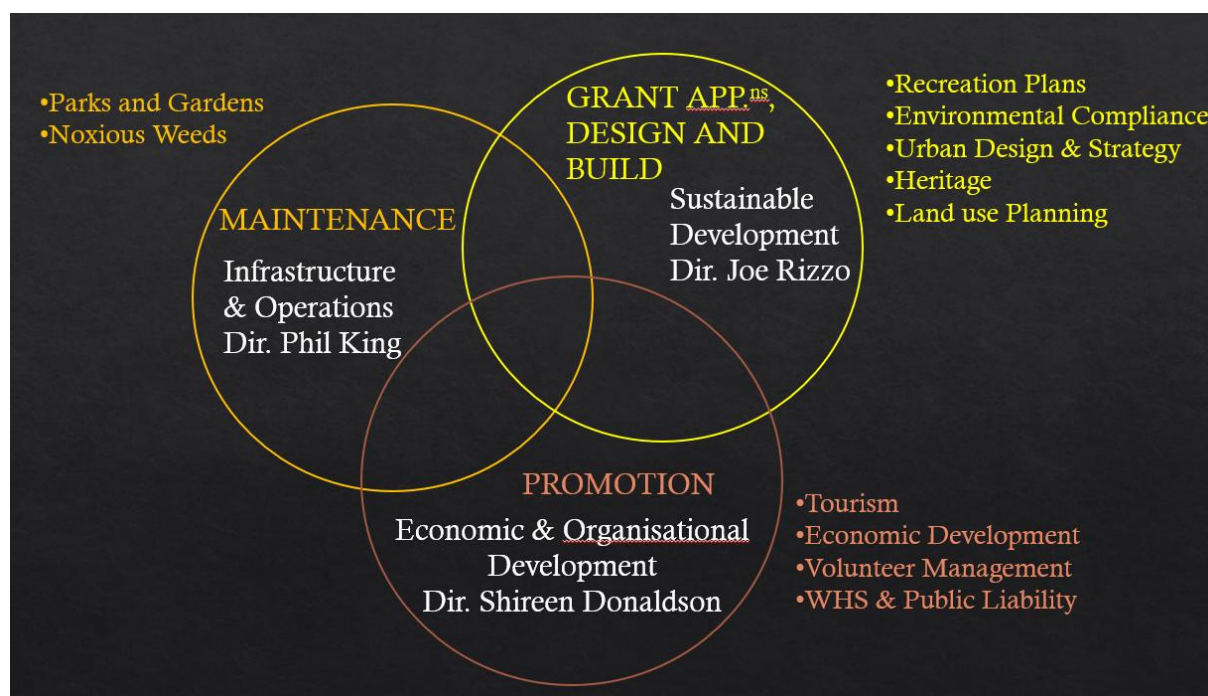 •Parks and Gardens
•Noxious Weeds
MAINTENANCE
Infrastructure
& Operations
Dir. Phil King
GRANT APP.ns,
DESIGN AND
BUILD
Sustainable
Development
Dir. Joe Rizzo
•Recreation Plans
•Environmental Compliance
•Urban Design & Strategy
•Heritage
•Land use Planning
PROMOTION
Economic & Organisational
Development
Dir. Shireen Donaldson
•Tourism
•Economic Development
•Volunteer Management
•WHS & Public Liability